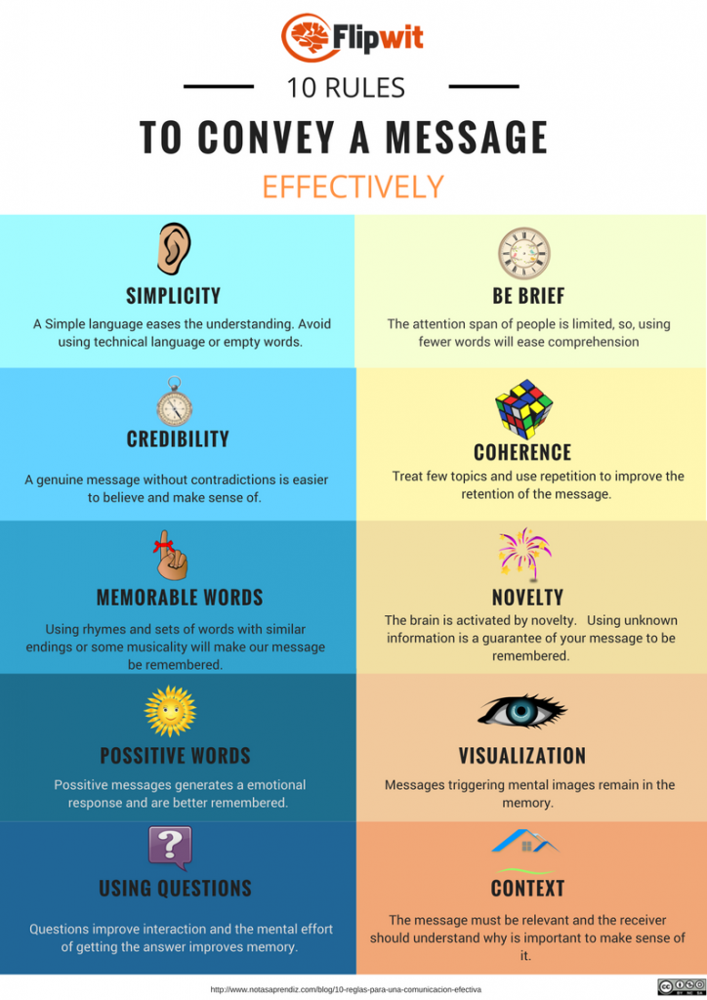 Flipwit
10 RULES
TO CONVEY A MESSAGE
EFFECTIVELY
SIMPLICITY
A Simple language eases the understanding. Avoid
using technical language or empty words.
BE BRIEF
The attention span of people is limited, so, using
fewer words will ease comprehension
CREDIBILITY
A genuine message without contradictions is easier
to believe and make sense of.
COHERENCE
Treat few topics and use repetition to improve the
retention of the message.
MEMORABLE WORDS
Using rhymes and sets of words with similar
endings or some musicality will make our message
be remembered.
NOVELTY
The brain is activated by novelty. Using unknown
information is a guarantee of your message to be
remembered.
POSSITIVE WORDS
Possitive messages generates a emotional
response and are better remembered.
VISUALIZATION
Messages triggering mental images remain in the
memory.
?
USING QUESTIONS
Questions improve interaction and the mental effort
of getting the answer improves memory.
CONTEXT
The message must be relevant and the receiver
should understand why is important to make sense of
it.
http://www.notasaprendiz.com/blog/10-reglas-para-una-comunicacion-efectiva